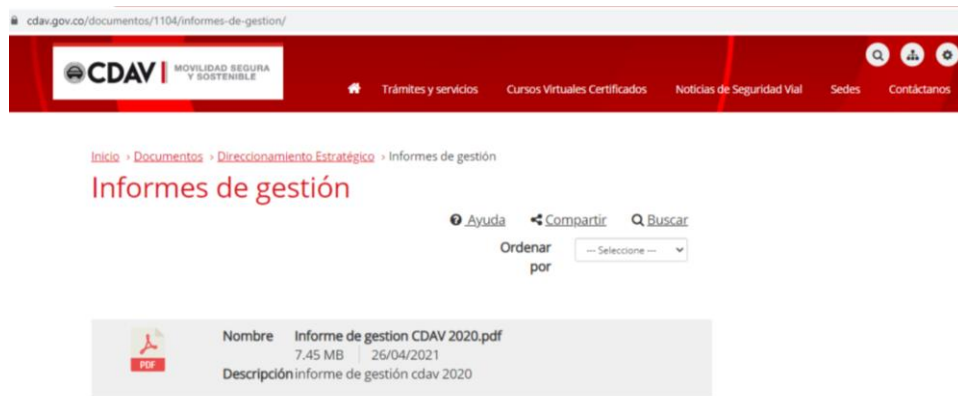 cdav.gov.co/documentos/1104/informes-de-gestion/
CDAV MOVILIDAD SEGURA
Y SOSTENIBLE
Trámites y servicios Cursos Virtuales Certificados Noticias de Seguridad Vial Sedes Contáctanos
Inicio › Documentos › Direccionamiento Estratégico › Informes de gestión
Informes de gestión
Ayuda Compartir Buscar
Ordenar por --- Seleccione ---
PDF
Nombre Informe de gestion CDAV 2020.pdf
7.45 MB 26/04/2021
Descripción informe de gestión cdav 2020